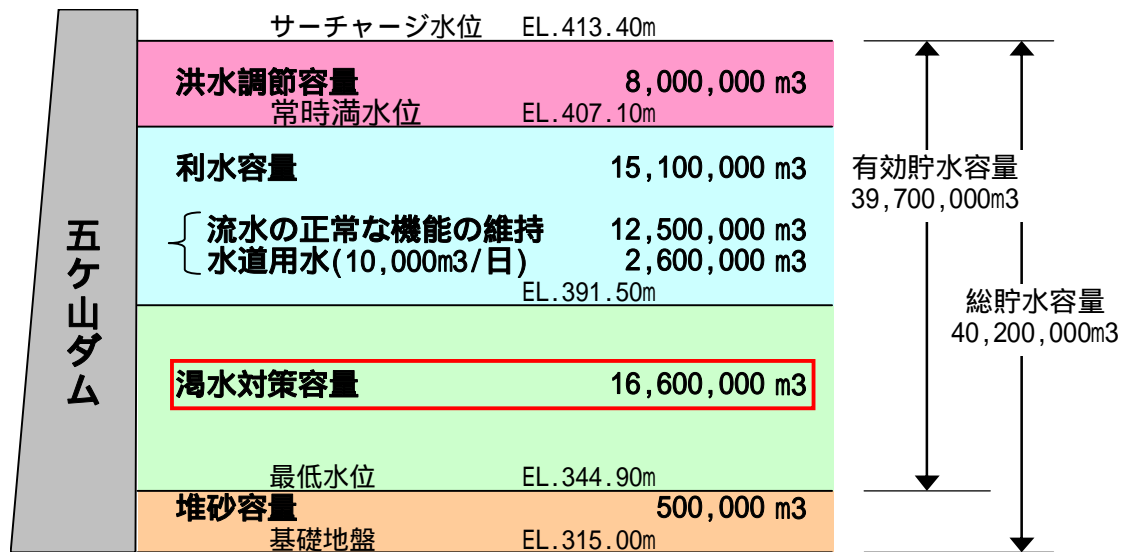 サーチャージ水位 EL.413.40m
洪水調節容量 8,000,000 m3
常時満水位 EL.407.10m
利水容量 15,100,000 m3
流水の正常な機能の維持 12,500,000 m3
水道用水(10,000m3/日) 2,600,000 m3
EL.391.50m
渇水対策容量 16,600,000 m3
最低水位 EL.344.90m
堆砂容量 500,000 m3
基礎地盤 EL.315.00m
五ケ山ダム
有効貯水容量
39,700,000m3
総貯水容量
40,200,000m3